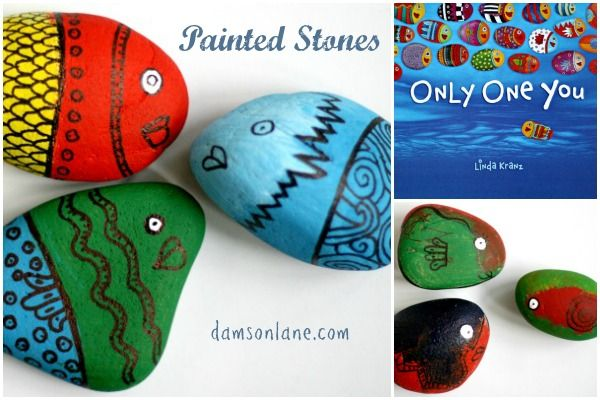 Painted Stones
ONLY ONE YOU
Linda Kranz
damsonlane.com